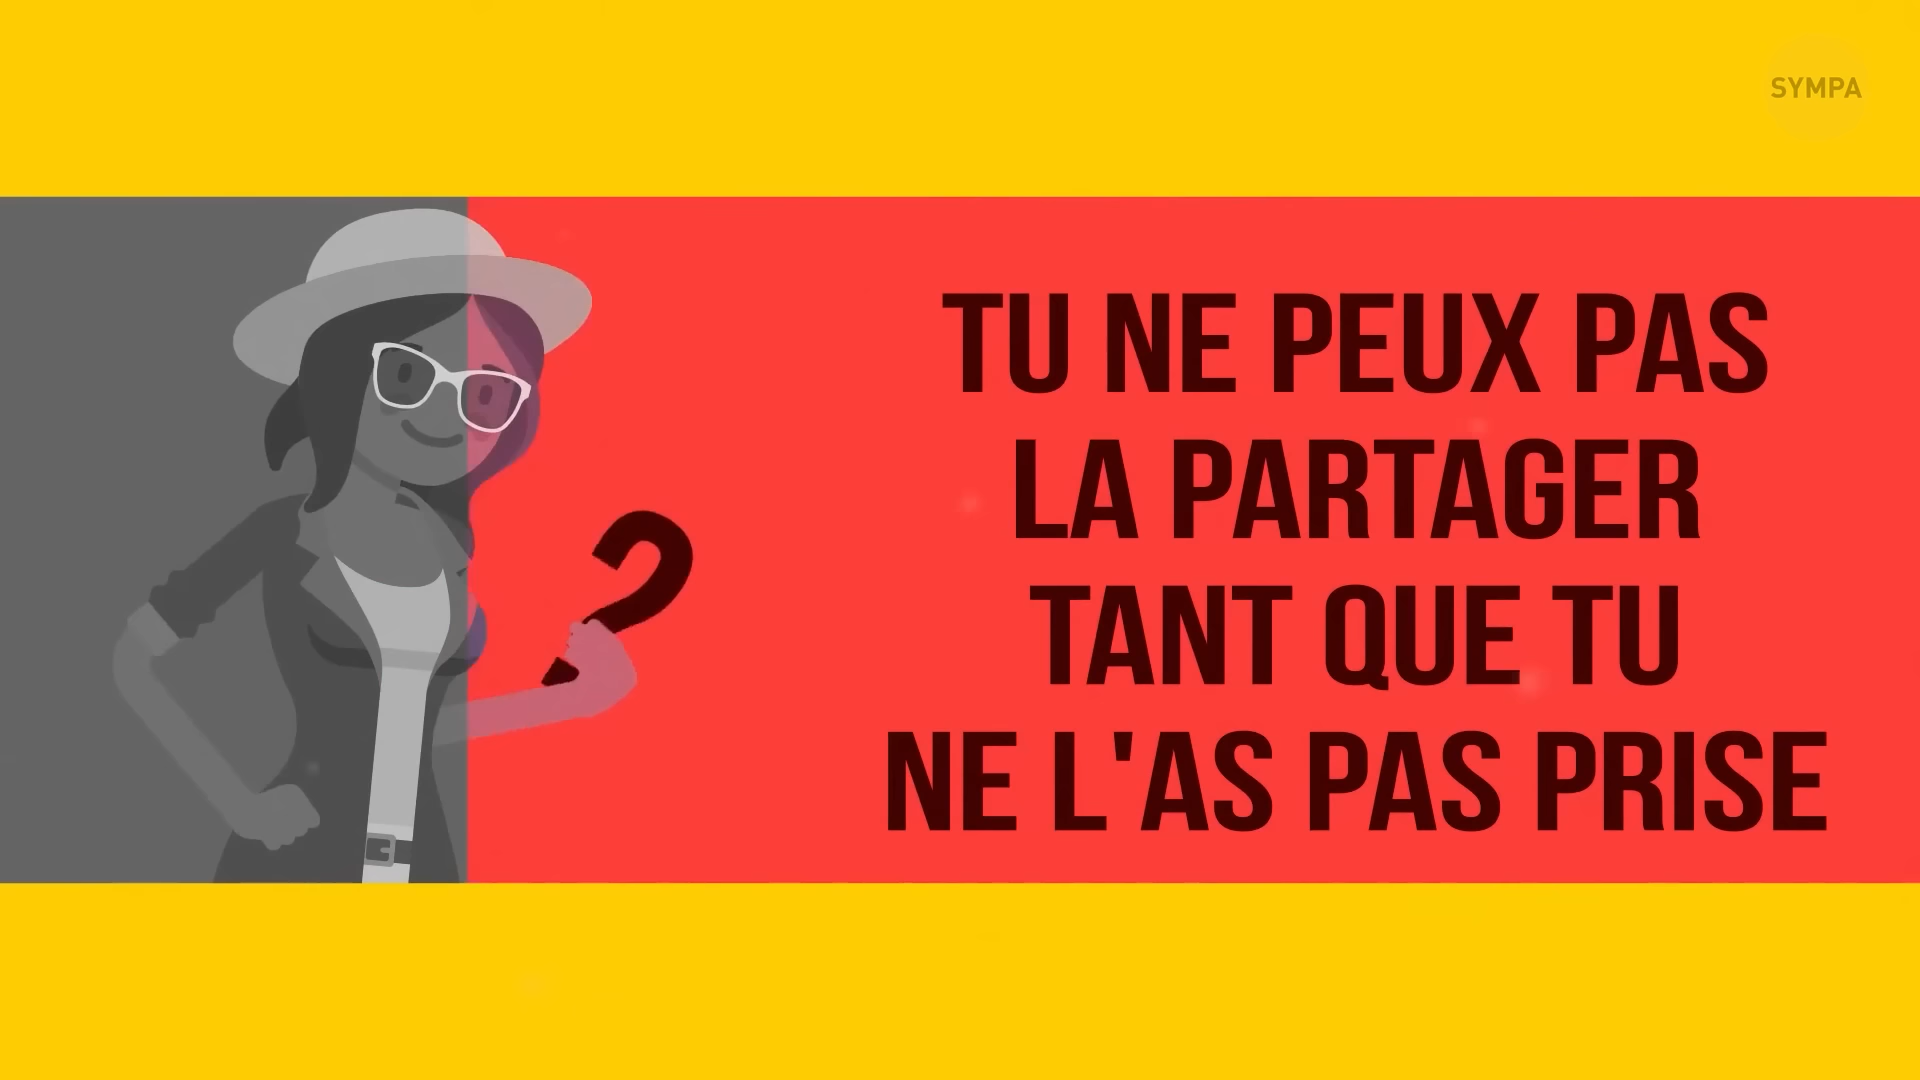 SYMPA
TU NE PEUX PAS
LA PARTAGER
TANT QUE TU
NE L'AS PAS PRISE
?